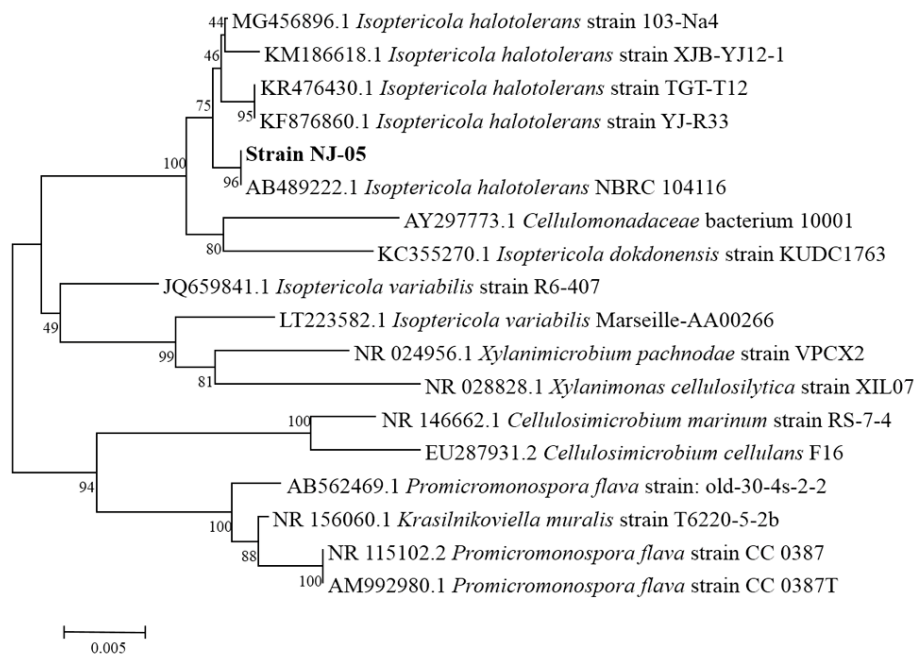 44 MG456896.1 Isoptericola halotolerans strain 103-Na4
46 KM186618.1 Isoptericola halotolerans strain XJB-YJ12-1
KR476430.1 Isoptericola halotolerans strain TGT-T12
75
95 KF876860.1 Isoptericola halotolerans strain YJ-R33
Strain NJ-05
100
96 AB489222.1 Isoptericola halotolerans NBRC 104116
AY297773.1 Cellulomonadaceae bacterium 10001
80 KC355270.1 Isoptericola dokdonensis strain KUDC1763
JQ659841.1 Isoptericola variabilis strain R6-407
49 LT223582.1 Isoptericola variabilis Marseille-AA00266
99 NR 024956.1 Xylanimicrobium pachnodae strain VPCX2
81 NR 028828.1 Xylanimonas cellulosilytica strain XIL07
100 NR 146662.1 Cellulosimicrobium marinum strain RS-7-4
EU287931.2 Cellulosimicrobium cellulans F16
94 AB562469.1 Promicromonospora flava strain: old-30-4s-2-2
100 NR 156060.1 Krasilnikoviella muralis strain T6220-5-2b
88 NR 115102.2 Promicromonospora flava strain CC 0387
100 AM992980.1 Promicromonospora flava strain CC 0387T
0.005